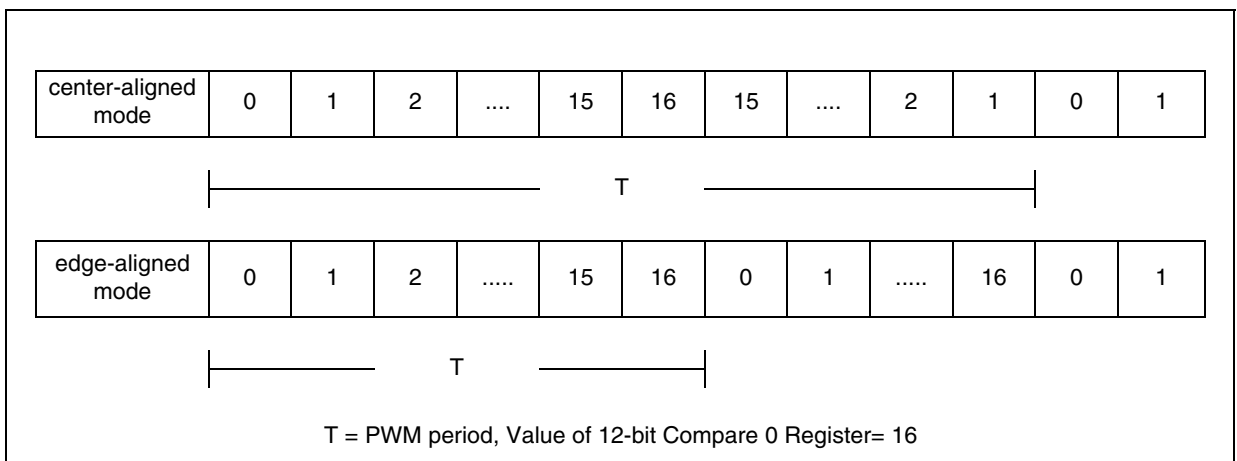 center-aligned
mode 0 1 2 .... 15 16 15 .... 2 1 0 1
T
edge-aligned
mode 0 1 2 ..... 15 16 0 1 ..... 16 0 1
T
T = PWM period, Value of 12-bit Compare 0 Register= 16